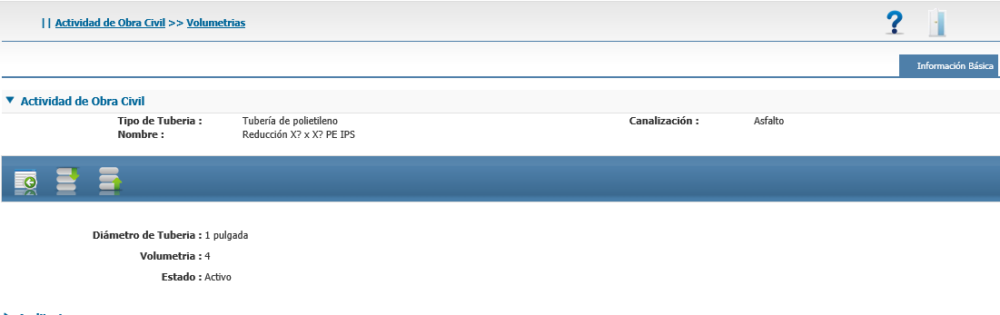 || Actividad de Obra Civil >> Volumetrias
Información Básica
Actividad de Obra Civil
Tipo de Tuberia : Tubería de polietileno Canalización : Asfalto
Nombre : Reducción X? x X? PE IPS
Diámetro de Tuberia : 1 pulgada
Volumetria : 4
Estado : Activo